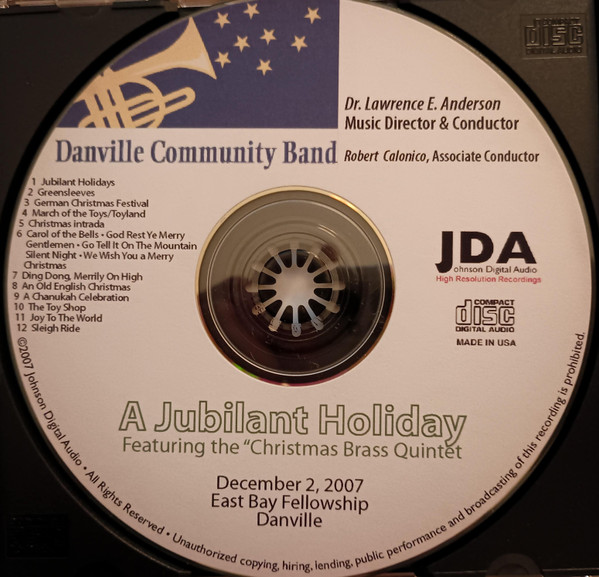 COMPACT
disc
DIGITAL AUDIO
Dr. Lawrence E. Anderson
Music Director & Conductor
Danville Community Band
Robert Calonico, Associate Conductor
1 Jubilant Holidays
2 Greensleeves
3 German Christmas Festival
4 March of the Toys/Toyland
5 Christmas intrada
6 Carol of the Bells • God Rest Ye Merry
Gentlemen • Go Tell It On The Mountain
Silent Night • We Wish You a Merry
Christmas
7 Ding Dong, Merrily On High
8 An Old English Christmas
9 A Chanukah Celebration
10 The Toy Shop
11 Joy To The World
12 Sleigh Ride
JDA
Johnson Digital Audio
High Resolution Recordings
COMPACT
disc
DIGITAL AUDIO
MADE IN USA
A Jubilant Holiday
Featuring the "Christmas Brass Quintet
December 2, 2007
East Bay Fellowship
Danville
©2007 Johnson Digital Audio • All Rights Reserved • Unauthorized copying, hiring, lending, public performance and broadcasting of this recording is prohibited.